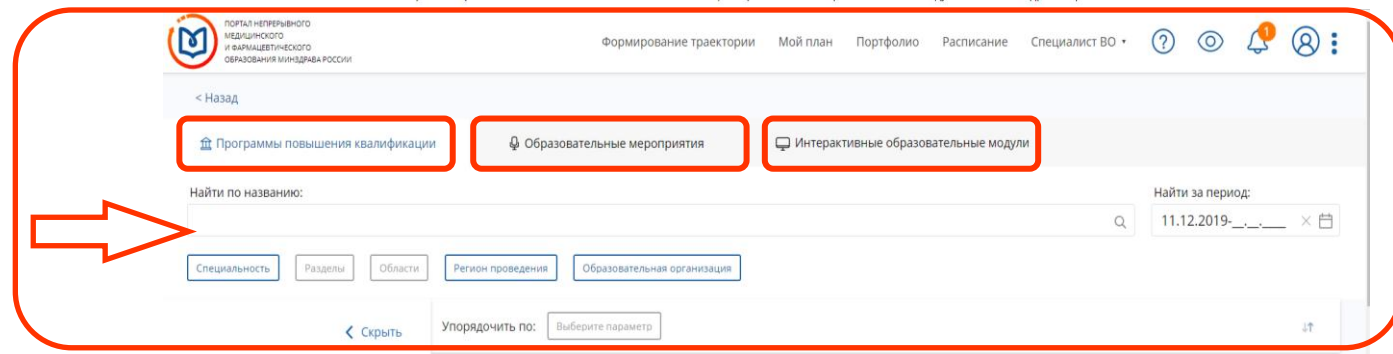 ПОРТАЛ НЕПРЕРЫВНОГО
МЕДИЦИНСКОГО
И ФАРМАЦЕВТИЧЕСКОГО
ОБРАЗОВАНИЯ МИНЗДРАВА РОССИИ
Формирование траектории Мой план Портфолио Расписание Специалист ВО 1
< Назад
Программы повышения квалификации Образовательные мероприятия Интерактивные образовательные модули
Найти по названию: Найти за период:
11.12.2019-__.__.____
Специальность Разделы Области Регион проведения Образовательная организация
Скрыть Упорядочить по: Выберите параметр